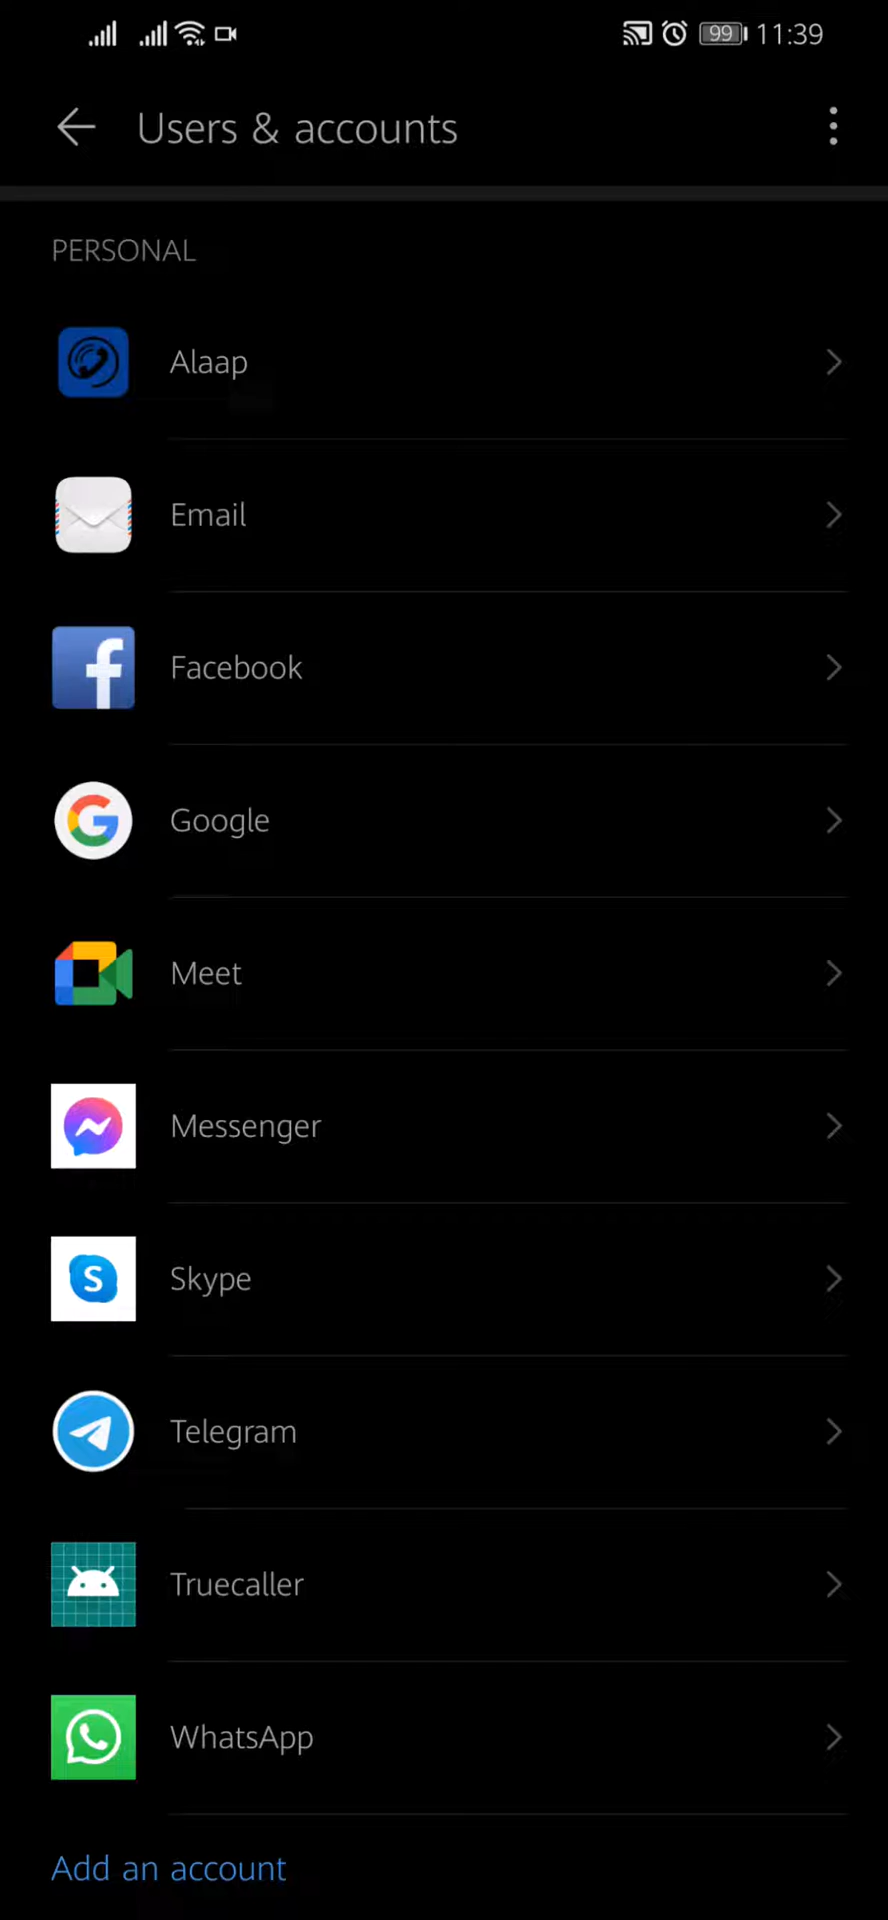 99 11:39
Users & accounts
PERSONAL
Alaap
Email
Facebook
Google
Meet
Messenger
Skype
Telegram
Truecaller
WhatsApp
Add an account